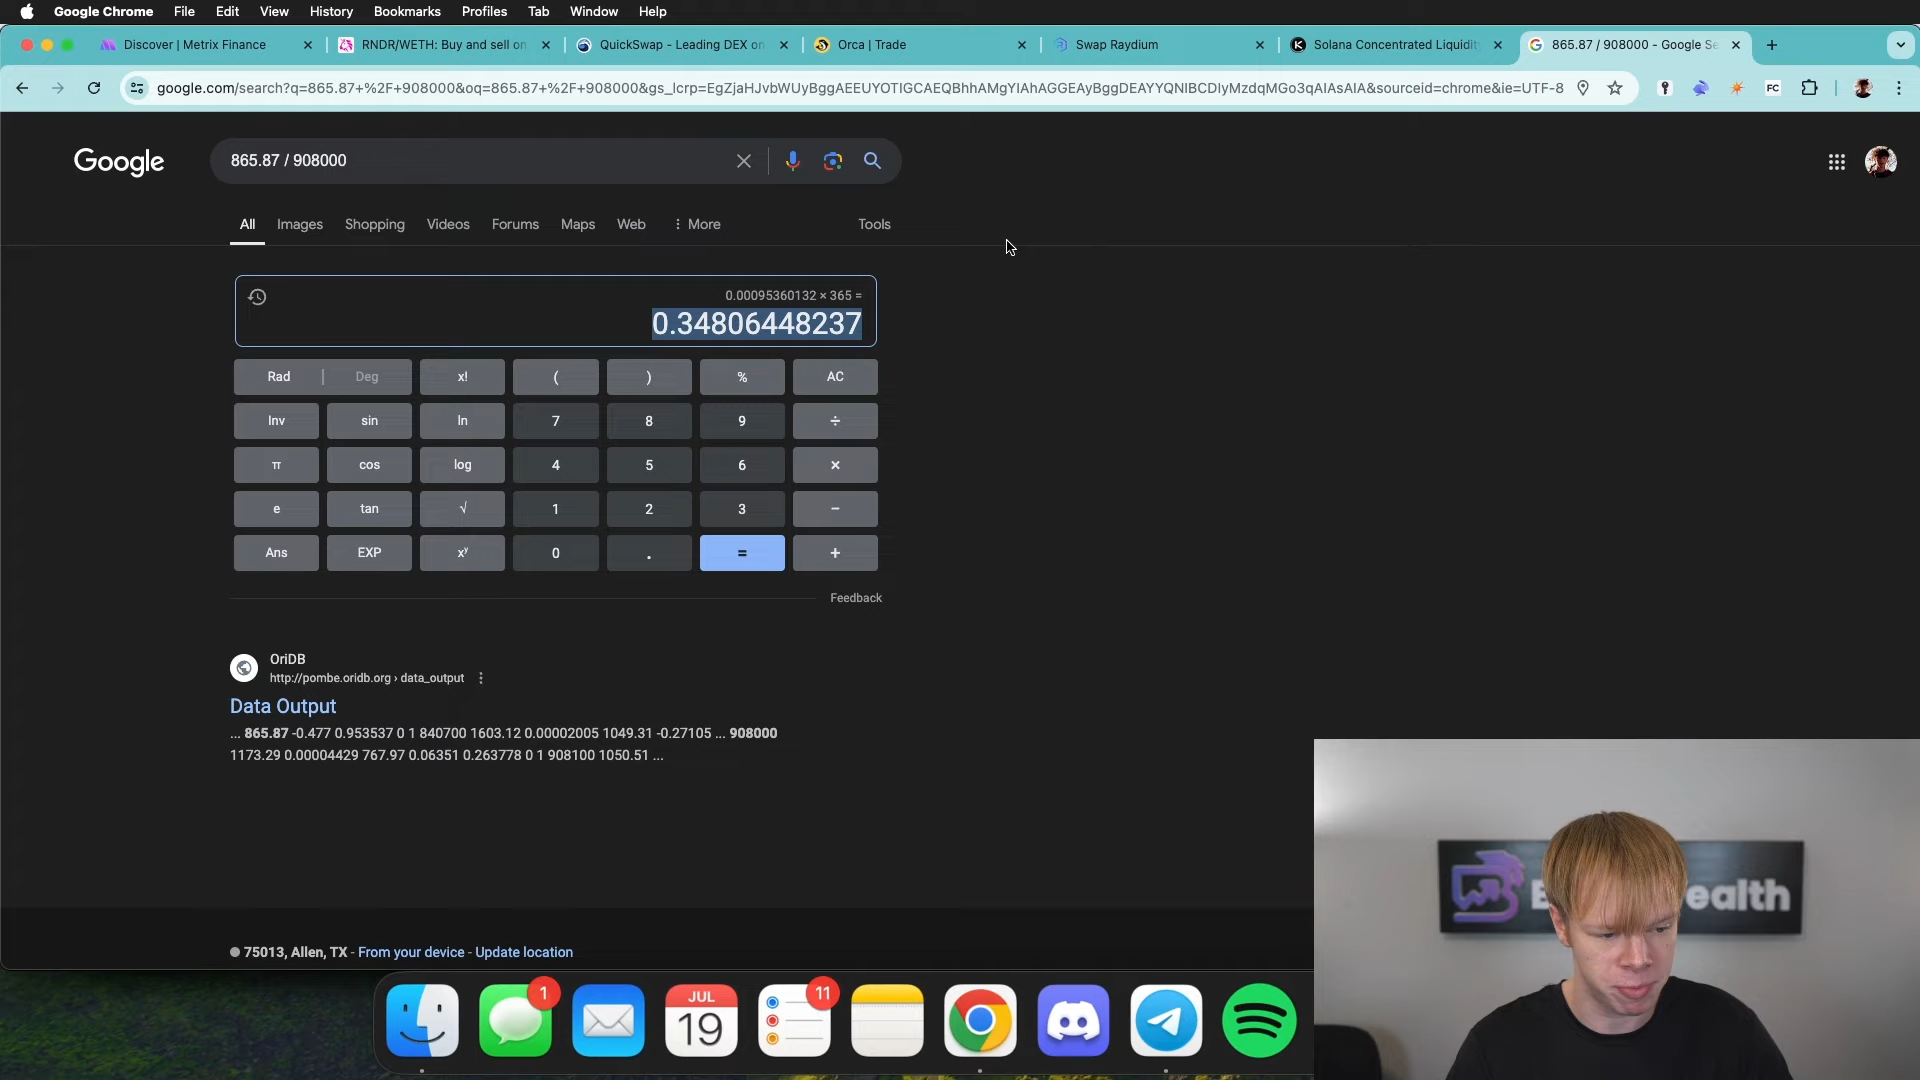 Google Chrome File Edit View History Bookmarks Profiles Tab Window Help
Discover | Metrix Finance
RNDR/WETH: Buy and sell on
QuickSwap - Leading DEX on
Orca | Trade
Swap Raydium
Solana Concentrated Liquidit
865.87 / 908000 - Google Se
google.com/search?q=865.87+%2F+908000&oq=865.87+%2F+908000&gs_lcrp=EgZjaHJvbWUyBggAEEUYOTIGCAEQBhhAMgYIAhAGGEAyBggDEAYYQNIBCDIyMzdqMGo3qAIAsAIA&sourceid=chrome&ie=UTF-8
FC
Google
865.87 / 908000
All Images Shopping Videos Forums Maps Web More Tools
0.00095360132 × 365 =
0.34806448237
Rad | Deg x! ( ) % AC
Inv sin ln 7 8 9 ÷
π cos log 4 5 6 ×
e tan √ 1 2 3 −
Ans EXP xʸ 0 . = +
Feedback
OriDB
http://pombe.oridb.org › data_output
Data Output
... 865.87 -0.477 0.953537 0 1 840700 1603.12 0.00002005 1049.31 -0.27105 ... 908000
1173.29 0.00004429 767.97 0.06351 0.263778 0 1 908100 1050.51 ...
75013, Allen, TX - From your device - Update location
1
JUL
19
11
ealth